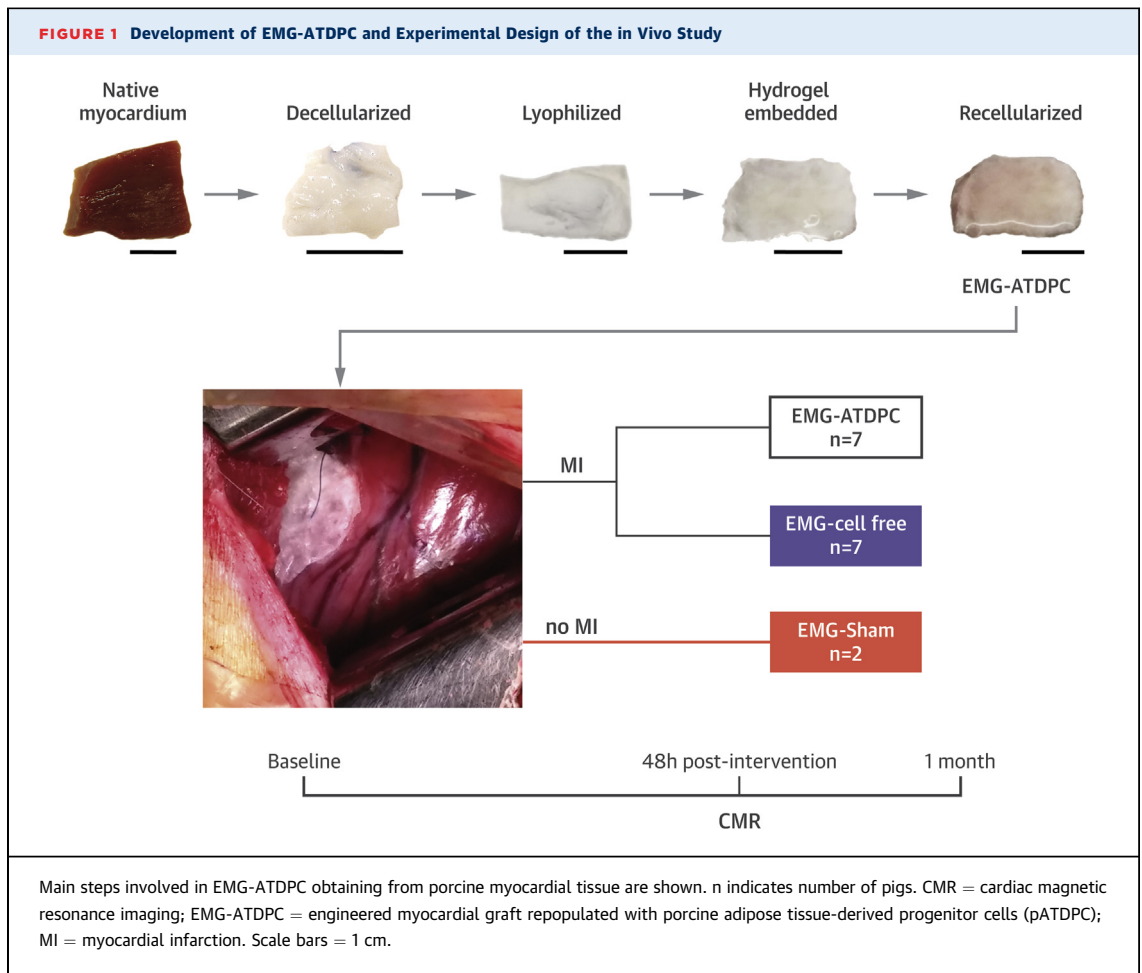 FIGURE 1 Development of EMG-ATDPC and Experimental Design of the in Vivo Study
Native
myocardium
Decellularized
Lyophilized
Hydrogel
embedded
Recellularized
EMG-ATDPC
MI
EMG-ATDPC
n=7
EMG-cell free
n=7
no MI
EMG-Sham
n=2
Baseline
48h post-intervention
1 month
CMR
Main steps involved in EMG-ATDPC obtaining from porcine myocardial tissue are shown. n indicates number of pigs. CMR = cardiac magnetic
resonance imaging; EMG-ATDPC = engineered myocardial graft repopulated with porcine adipose tissue-derived progenitor cells (pATDPC);
MI = myocardial infarction. Scale bars = 1 cm.